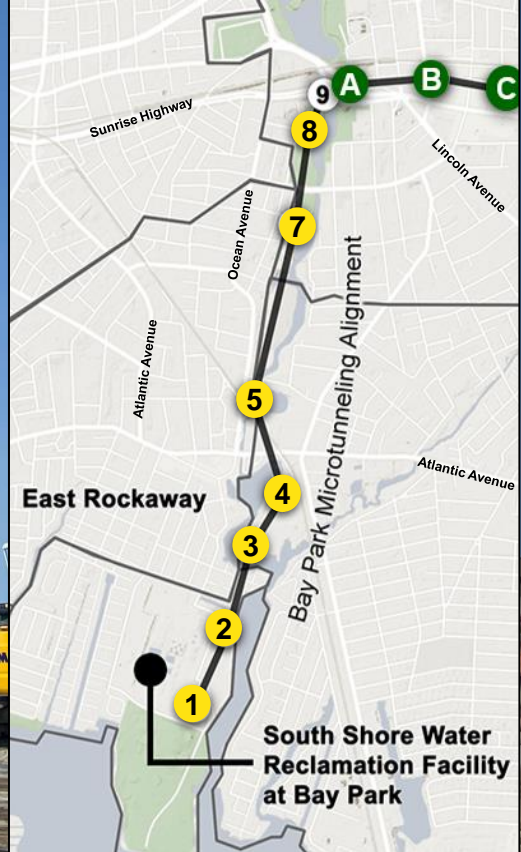 9
A
B
C
8
Sunrise Highway
Lincoln Avenue
7
Ocean Avenue
Bay Park Microtunneling Alignment
Atlantic Avenue
5
Atlantic Avenue
4
East Rockaway
3
2
1
South Shore Water
Reclamation Facility
at Bay Park